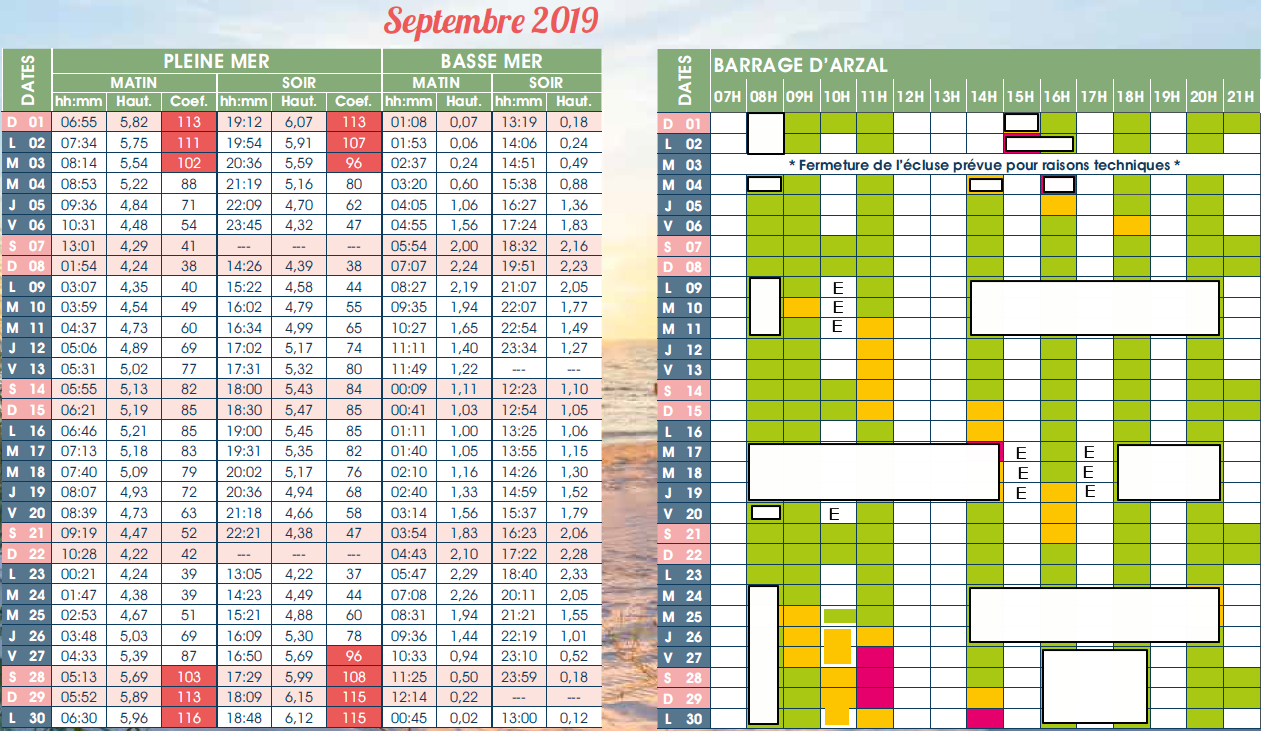 Septembre 2019
DATES PLEINE MER BASSE MER
MATIN SOIR MATIN SOIR
hh:mm Haut. Coef. hh:mm Haut. Coef. hh:mm Haut. hh:mm Haut.
D 01 06:55 5,82 113 19:12 6,07 113 01:08 0,07 13:19 0,18
L 02 07:34 5,75 111 19:54 5,91 107 01:53 0,06 14:06 0,24
M 03 08:14 5,54 102 20:36 5,59 96 02:37 0,24 14:51 0,49
M 04 08:53 5,22 88 21:19 5,16 80 03:20 0,60 15:38 0,88
J 05 09:36 4,84 71 22:09 4,70 62 04:05 1,06 16:27 1,36
V 06 10:31 4,48 54 23:45 4,32 47 04:55 1,56 17:24 1,83
S 07 13:01 4,29 41 --- --- --- 05:54 2,00 18:32 2,16
D 08 01:54 4,24 38 14:26 4,39 38 07:07 2,24 19:51 2,23
L 09 03:07 4,35 40 15:22 4,58 44 08:27 2,19 21:07 2,05
M 10 03:59 4,54 49 16:02 4,79 55 09:35 1,94 22:07 1,77
M 11 04:37 4,73 60 16:34 4,99 65 10:27 1,65 22:54 1,49
J 12 05:06 4,89 69 17:02 5,17 74 11:11 1,40 23:34 1,27
V 13 05:31 5,02 77 17:31 5,32 80 11:49 1,22 --- ---
S 14 05:55 5,13 82 18:00 5,43 84 00:09 1,11 12:23 1,10
D 15 06:21 5,19 85 18:30 5,47 85 00:41 1,03 12:54 1,05
L 16 06:46 5,21 85 19:00 5,45 85 01:11 1,00 13:25 1,06
M 17 07:13 5,18 83 19:31 5,35 82 01:40 1,05 13:55 1,15
M 18 07:40 5,09 79 20:02 5,17 76 02:10 1,16 14:26 1,30
J 19 08:07 4,93 72 20:36 4,94 68 02:40 1,33 14:59 1,52
V 20 08:39 4,73 63 21:18 4,66 58 03:14 1,56 15:37 1,79
S 21 09:19 4,47 52 22:21 4,38 47 03:54 1,83 16:23 2,06
D 22 10:28 4,22 42 --- --- --- 04:43 2,10 17:22 2,28
L 23 00:21 4,24 39 13:05 4,22 37 05:47 2,29 18:40 2,33
M 24 01:47 4,38 39 14:23 4,49 44 07:08 2,26 20:11 2,05
M 25 02:53 4,67 51 15:21 4,88 60 08:31 1,94 21:21 1,55
J 26 03:48 5,03 69 16:09 5,30 78 09:36 1,44 22:19 1,01
V 27 04:33 5,39 87 16:50 5,69 96 10:33 0,94 23:10 0,52
S 28 05:13 5,69 103 17:29 5,99 108 11:25 0,50 23:59 0,18
D 29 05:52 5,89 113 18:09 6,15 115 12:14 0,22 --- ---
L 30 06:30 5,96 116 18:48 6,12 115 00:45 0,02 13:00 0,12
DATES BARRAGE D'ARZAL
07H 08H 09H 10H 11H 12H 13H 14H 15H 16H 17H 18H 19H 20H 21H
D 01
L 02
M 03 * Fermeture de l'écluse prévue pour raisons techniques *
M 04
J 05
V 06
S 07
D 08
L 09 E
M 10 E
M 11 E
J 12
V 13
S 14
D 15
L 16
M 17 E E
M 18 E E
J 19 E E
V 20 E
S 21
D 22
L 23
M 24
M 25
J 26
V 27
S 28
D 29
L 30